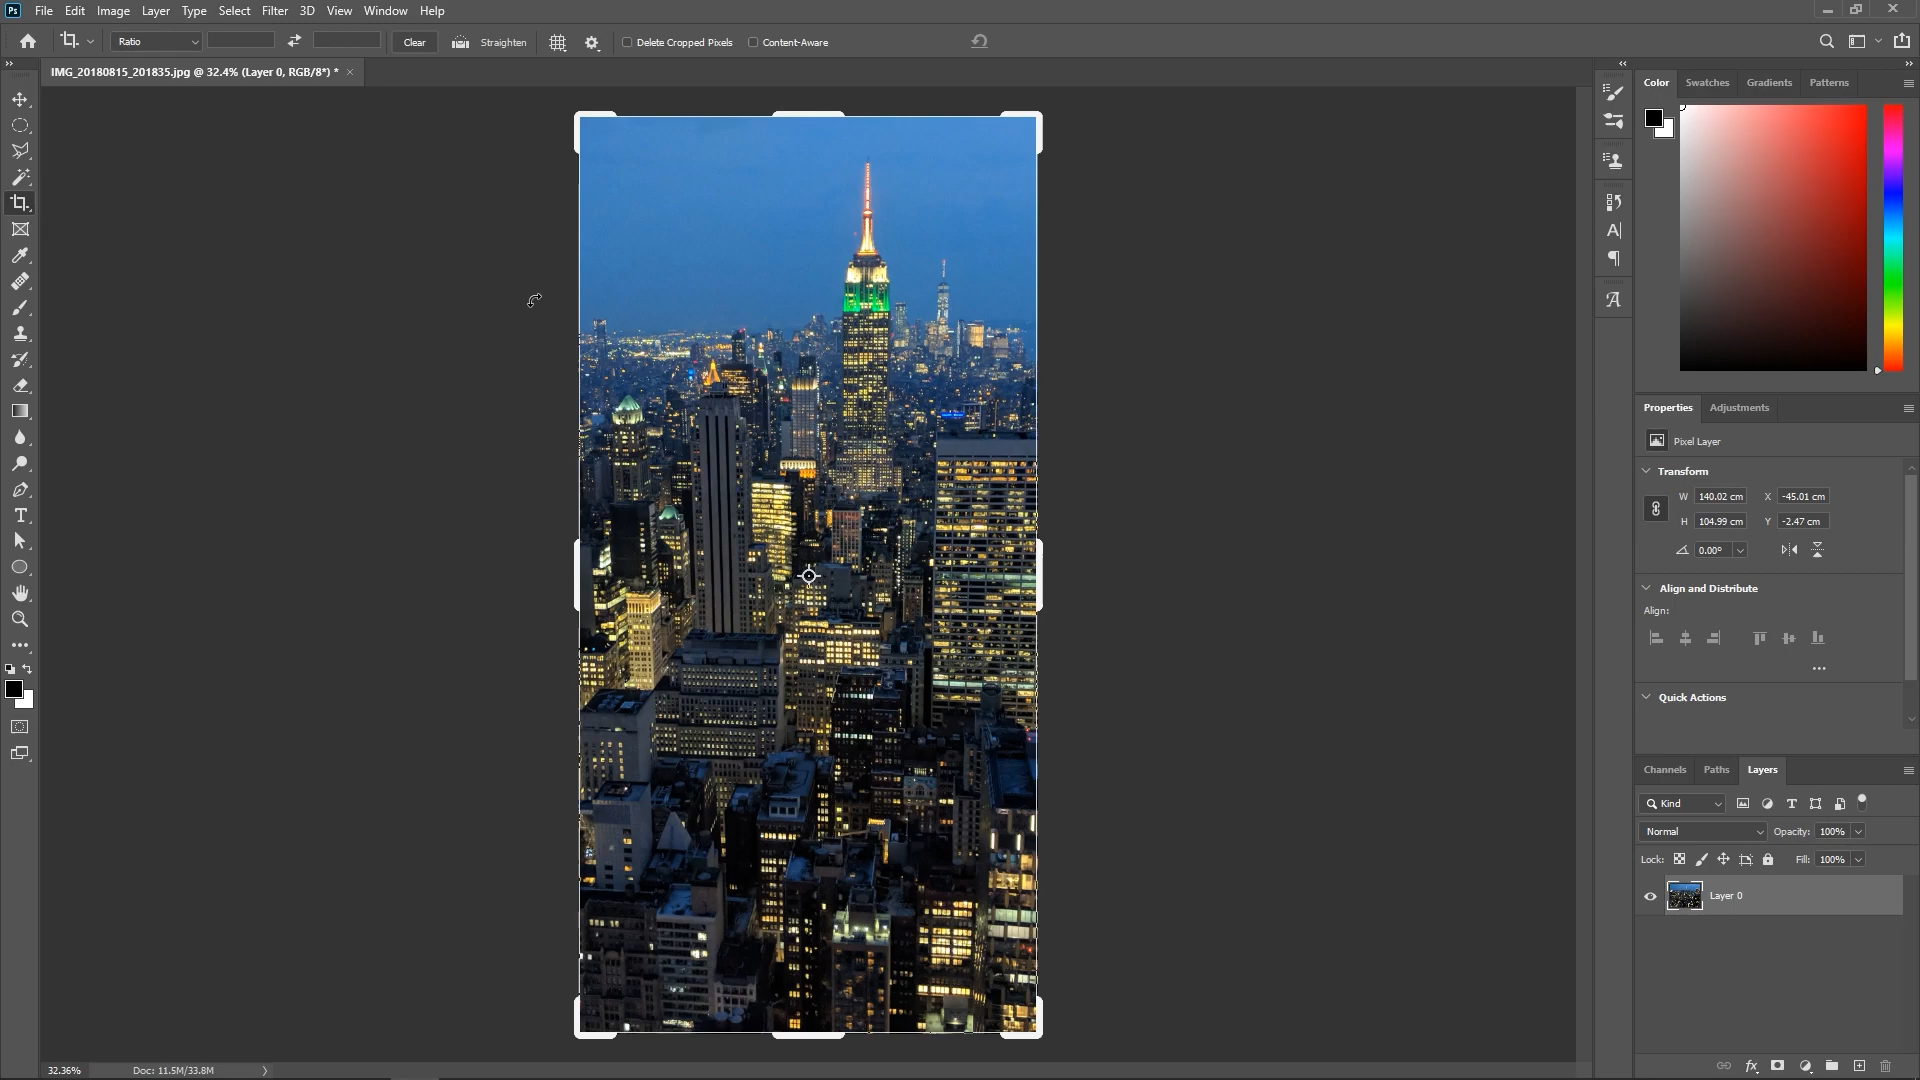 Ps File Edit Image Layer Type Select Filter 3D View Window Help
Ratio Clear Straighten Delete Cropped Pixels Content-Aware
IMG_20180815_201835.jpg @ 32.4% (Layer 0, RGB/8*) * ×
Color Swatches Gradients Patterns
Properties Adjustments
Pixel Layer
Transform
W 140.02 cm X -45.01 cm
H 104.99 cm Y -2.47 cm
0.00°
Align and Distribute
Align:
Quick Actions
Channels Paths Layers
Kind
Normal Opacity: 100%
Lock: Fill: 100%
Layer 0
fx
32.36% Doc: 11.5M/33.8M